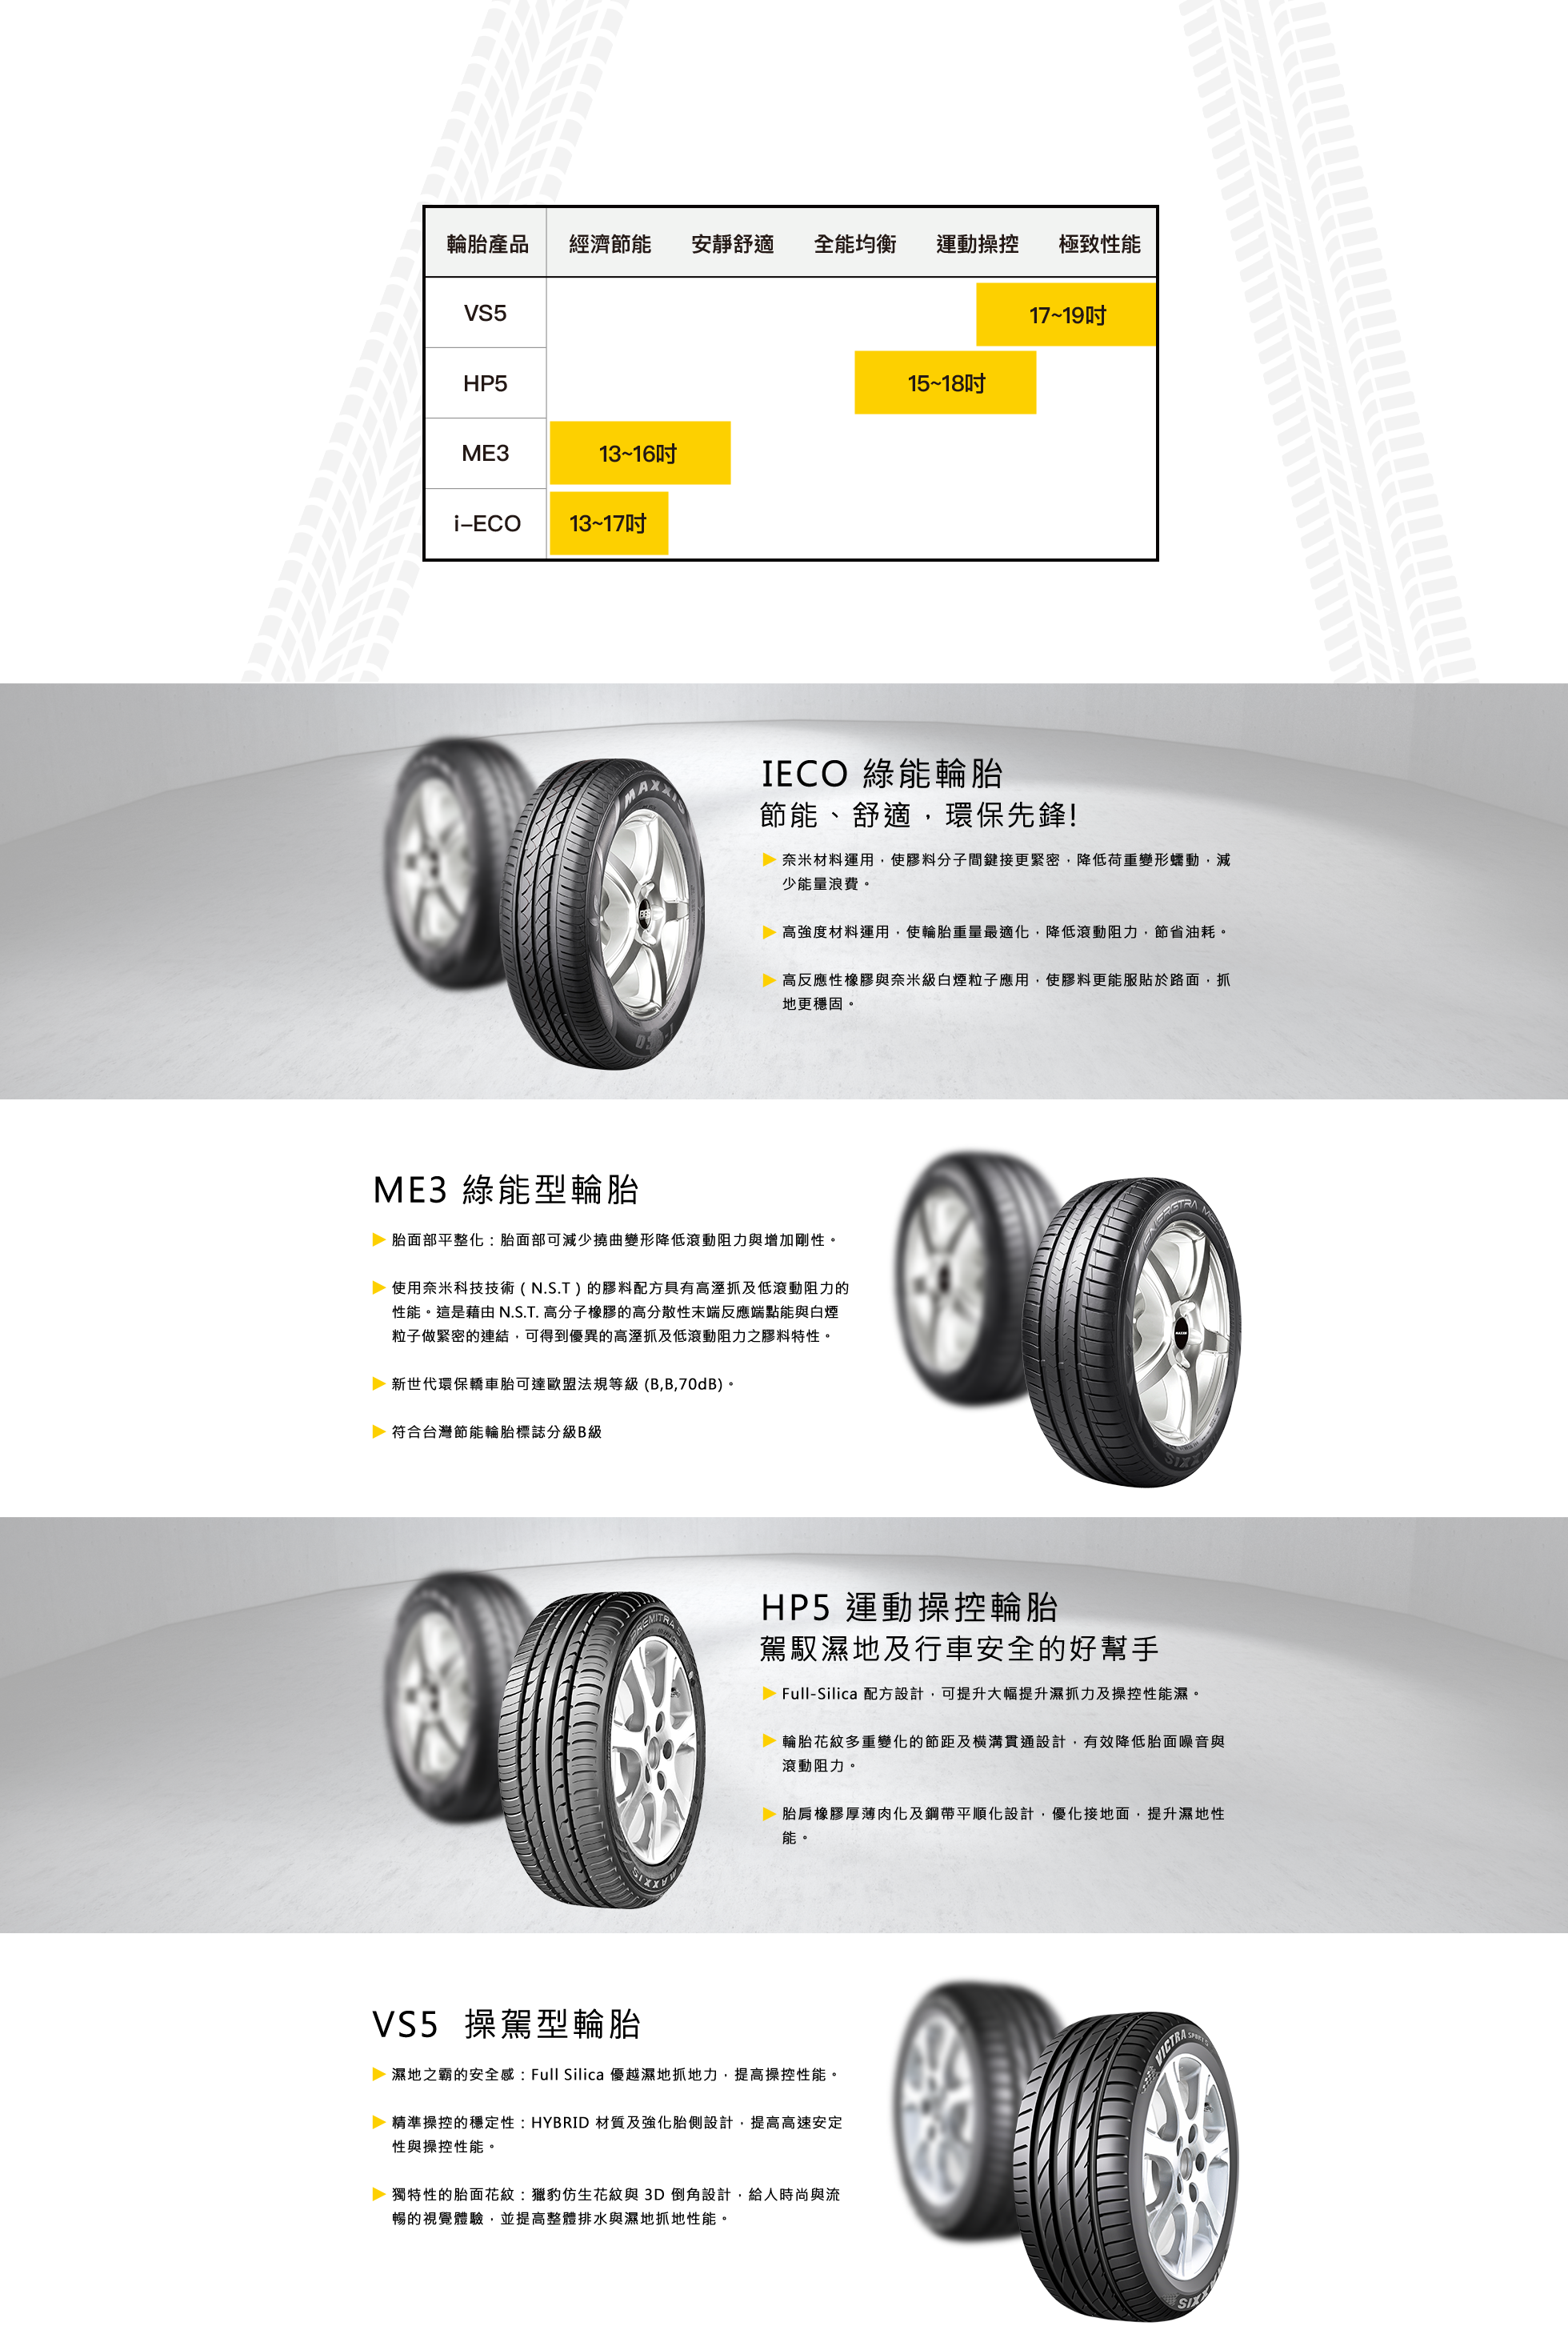 輪胎產品 經濟節能 安靜舒適 全能均衡 運動操控 極致性能
VS5 17~19吋
HP5 15~18吋
ME3 13~16吋
i-ECO 13~17吋
IECO 綠能輪胎
節能、舒適，環保先鋒!
MAXXIS
奈米材料運用，使膠料分子間鍵接更緊密，降低荷重變形蠕動，減
少能量浪費。
高強度材料運用，使輪胎重量最適化，降低滾動阻力，節省油耗。
高反應性橡膠與奈米級白煙粒子應用，使膠料更能服貼於路面，抓
地更穩固。
ME3 綠能型輪胎
胎面部平整化：胎面部可減少撓曲變形降低滾動阻力與增加剛性。
使用奈米科技技術 ( N.S.T ) 的膠料配方具有高溼抓及低滾動阻力的
性能。這是藉由 N.S.T. 高分子橡膠的高分散性末端反應端點能與白煙
粒子做緊密的連結，可得到優異的高溼抓及低滾動阻力之膠料特性。
新世代環保轎車胎可達歐盟法規等級 (B,B,70dB)。
符合台灣節能輪胎標誌分級B級
MAXXIS
HP5 運動操控輪胎
駕馭濕地及行車安全的好幫手
PREMITRA 5
Full-Silica 配方設計，可提升大幅提升濕抓力及操控性能濕。
輪胎花紋多重變化的節距及橫溝貫通設計，有效降低胎面噪音與
滾動阻力。
胎肩橡膠厚薄肉化及鋼帶平順化設計，優化接地面，提升濕地性
能。
MAXXIS
VS5 操駕型輪胎
VICTRA SPORT 5
濕地之霸的安全感：Full Silica 優越濕地抓地力，提高操控性能。
精準操控的穩定性：HYBRID 材質及強化胎側設計，提高高速安定
性與操控性能。
獨特性的胎面花紋：獵豹仿生花紋與 3D 倒角設計，給人時尚與流
暢的視覺體驗，並提高整體排水與濕地抓地性能。
MAXXIS